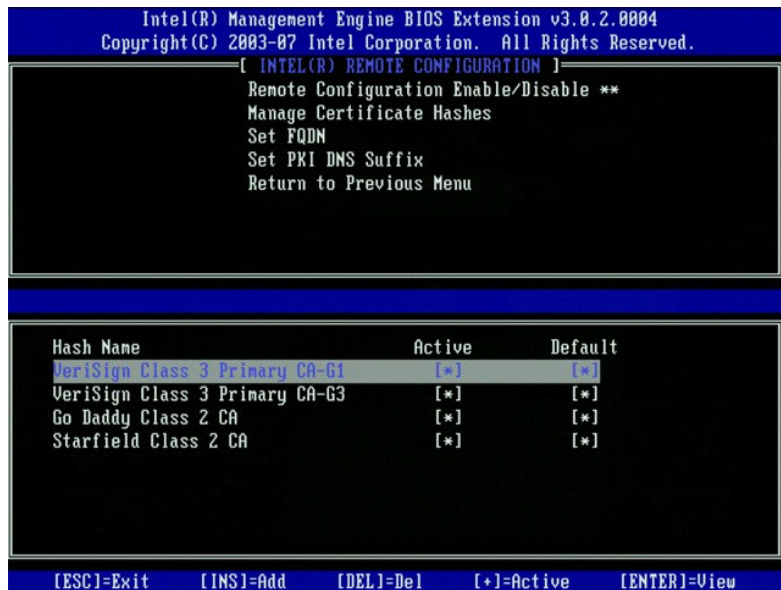 Intel(R) Management Engine BIOS Extension v3.0.2.0004
Copyright(C) 2003-07 Intel Corporation. All Rights Reserved.
[ INTEL(R) REMOTE CONFIGURATION ]
Remote Configuration Enable/Disable **
Manage Certificate Hashes
Set FQDN
Set PKI DNS Suffix
Return to Previous Menu
Hash Name Active Default
VeriSign Class 3 Primary CA-G1 [*] [*]
VeriSign Class 3 Primary CA-G3 [*] [*]
Go Daddy Class 2 CA [*] [*]
Starfield Class 2 CA [*] [*]
[ESC]=Exit [INS]=Add [DEL]=Del [+]=Active [ENTER]=View